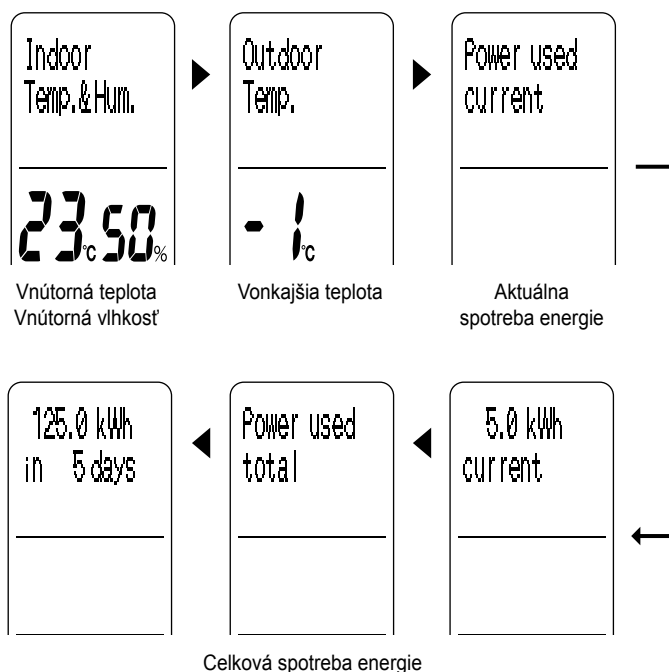 Indoor
Temp.&Hum.
23°C 50%
Vnútorná teplota
Vnútorná vlhkosť
Outdoor
Temp.
-1°C
Vonkajšia teplota
Power used
current
Aktuálna
spotreba energie
125.0 kWh
in 5 days
Power used
total
5.0 kWh
current
Celková spotreba energie